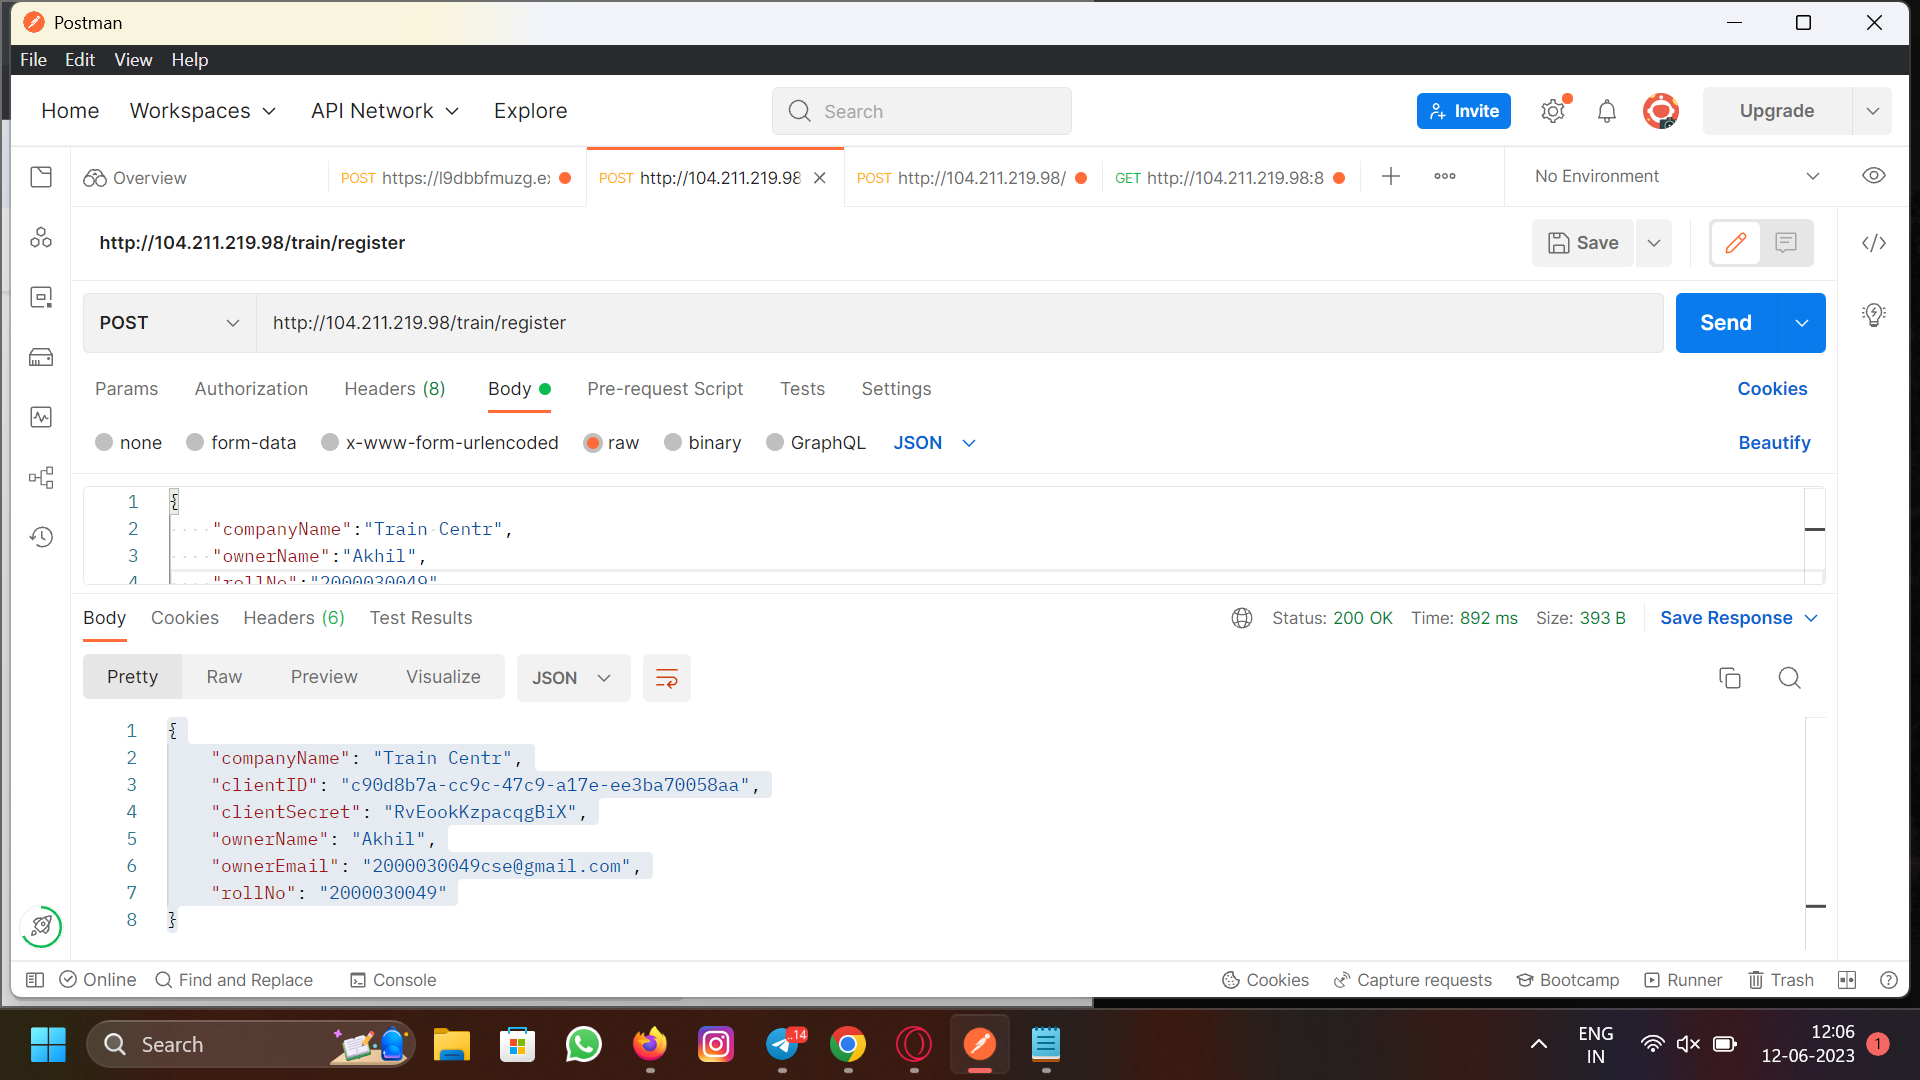 Postman
File Edit View Help
Home Workspaces API Network Explore Search Invite Upgrade
Overview POST https://l9dbbfmuzg.ex POST http://104.211.219.98 POST http://104.211.219.98/ GET http://104.211.219.98:8 No Environment
http://104.211.219.98/train/register Save
POST http://104.211.219.98/train/register Send
Params Authorization Headers (8) Body Pre-request Script Tests Settings Cookies
none form-data x-www-form-urlencoded raw binary GraphQL JSON Beautify
1 {
2 "companyName":"Train Centr",
3 "ownerName":"Akhil",
4 "rollNo":"2000030049"
Body Cookies Headers (6) Test Results Status: 200 OK Time: 892 ms Size: 393 B Save Response
Pretty Raw Preview Visualize JSON
1 {
2 "companyName": "Train Centr",
3 "clientID": "c90d8b7a-cc9c-47c9-a17e-ee3ba70058aa",
4 "clientSecret": "RvEookKzpacqgBiX",
5 "ownerName": "Akhil",
6 "ownerEmail": "2000030049cse@gmail.com",
7 "rollNo": "2000030049"
8 }
Online Find and Replace Console Cookies Capture requests Bootcamp Runner Trash
Search ..14 ENG 12:06
IN 12-06-2023 1